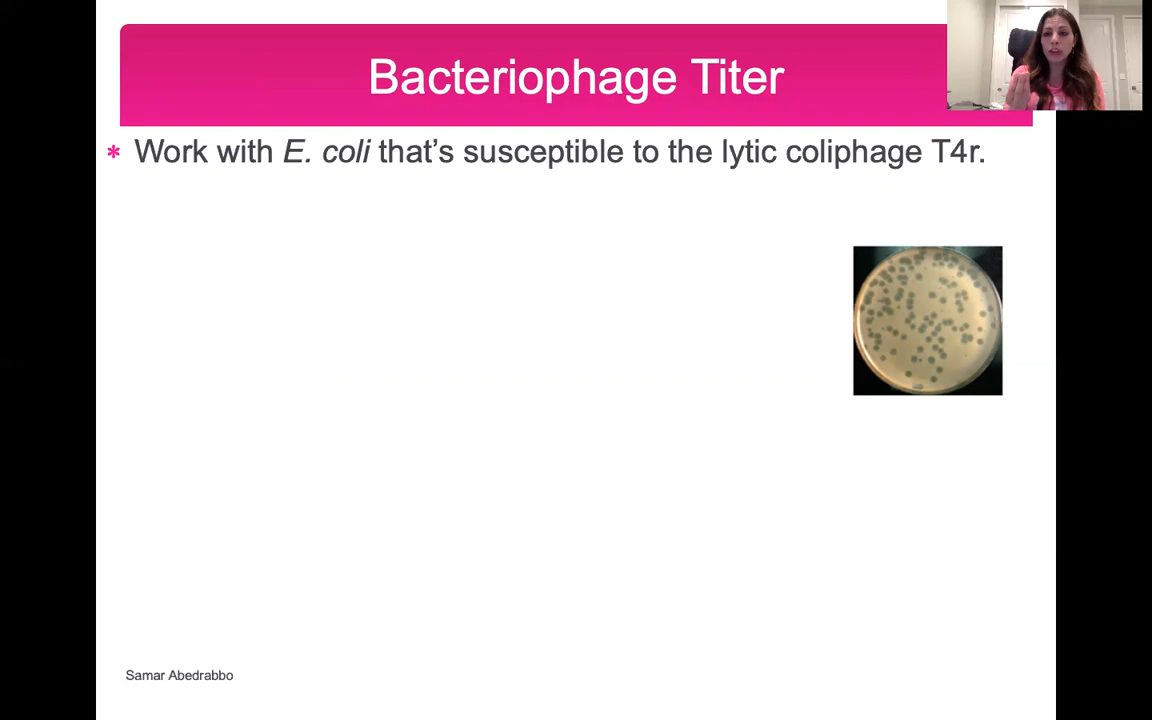 Bacteriophage Titer
* Work with E. coli that's susceptible to the lytic coliphage T4r.
Samar Abedrabbo